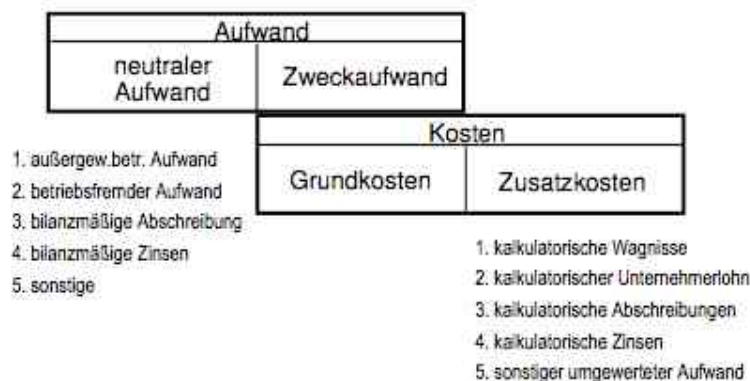 Aufwand
neutraler
Aufwand
Zweckaufwand
Kosten
Grundkosten
Zusatzkosten
1. außergew.betr. Aufwand
2. betriebsfremder Aufwand
3. bilanzmäßige Abschreibung
4. bilanzmäßige Zinsen
5. sonstige
1. kalkulatorische Wagnisse
2. kalkulatorischer Unternehmerlohn
3. kalkulatorische Abschreibungen
4. kalkulatorische Zinsen
5. sonstiger umgewerteter Aufwand